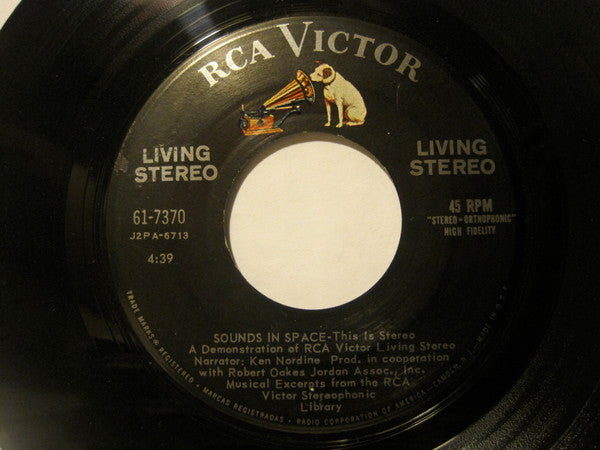 RCA VICTOR
LIVING
STEREO
LIVING
STEREO
61-7370
J2PA-6713
4:39
45 RPM
"STEREO-ORTHOPHONIC"
HIGH FIDELITY
SOUNDS IN SPACE-This Is Stereo
A Demonstration of RCA Victor Living Stereo
Narrator: Ken Nordine Prod. in cooperation
with Robert Oakes Jordan Assoc., Inc.
Musical Excerpts from the RCA
Victor Stereophonic
Library
TRADE MARKS ® REGISTERED • MARCAS REGISTRADAS • RADIO CORPORATION OF AMERICA - CAMDEN, N.J. • MADE IN U.S.A.